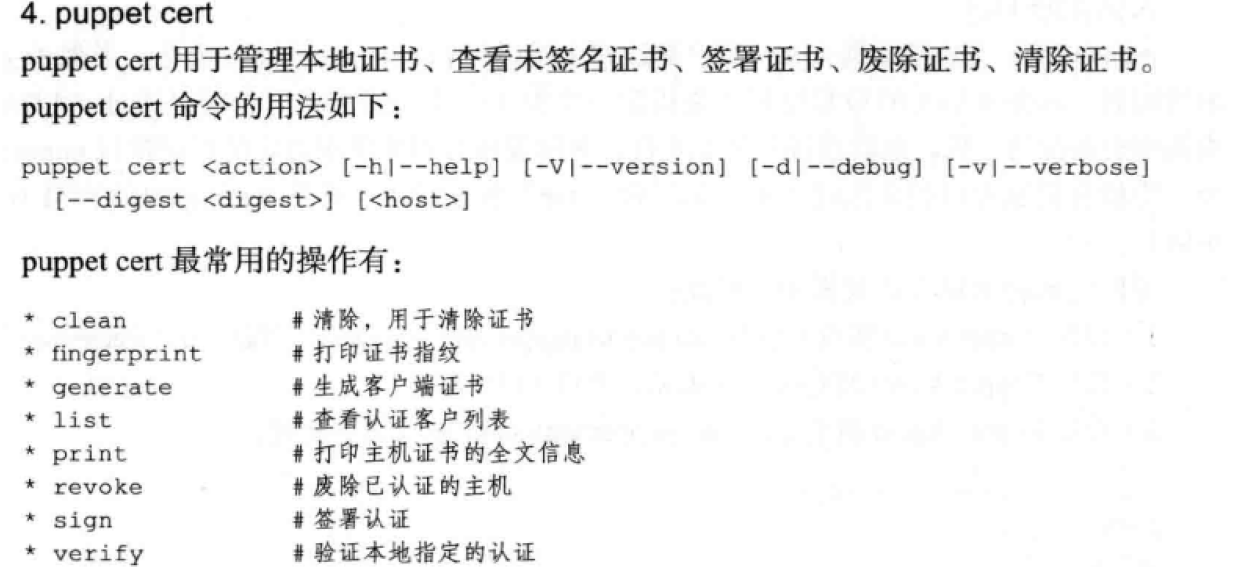 4. puppet cert
puppet cert 用于管理本地证书、查看未签名证书、签署证书、废除证书、清除证书。
puppet cert 命令的用法如下：
puppet cert <action> [-h|--help] [-V|--version] [-d|--debug] [-v|--verbose]
[--digest <digest>] [<host>]
puppet cert 最常用的操作有：
* clean # 清除，用于清除证书
* fingerprint # 打印证书指纹
* generate # 生成客户端证书
* list # 查看认证客户列表
* print # 打印主机证书的全文信息
* revoke # 废除已认证的主机
* sign # 签署认证
* verify # 验证本地指定的认证